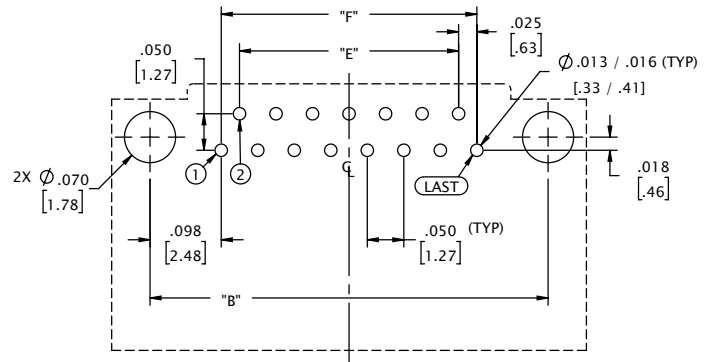 "F"
.025
[.63]
.050
[1.27]
"E"
Ø .013 / .016 (TYP)
[.33 / .41]
2X Ø .070
[1.78]
1
2
LAST
℄
.018
[.46]
.098
[2.48]
.050 (TYP)
[1.27]
"B"